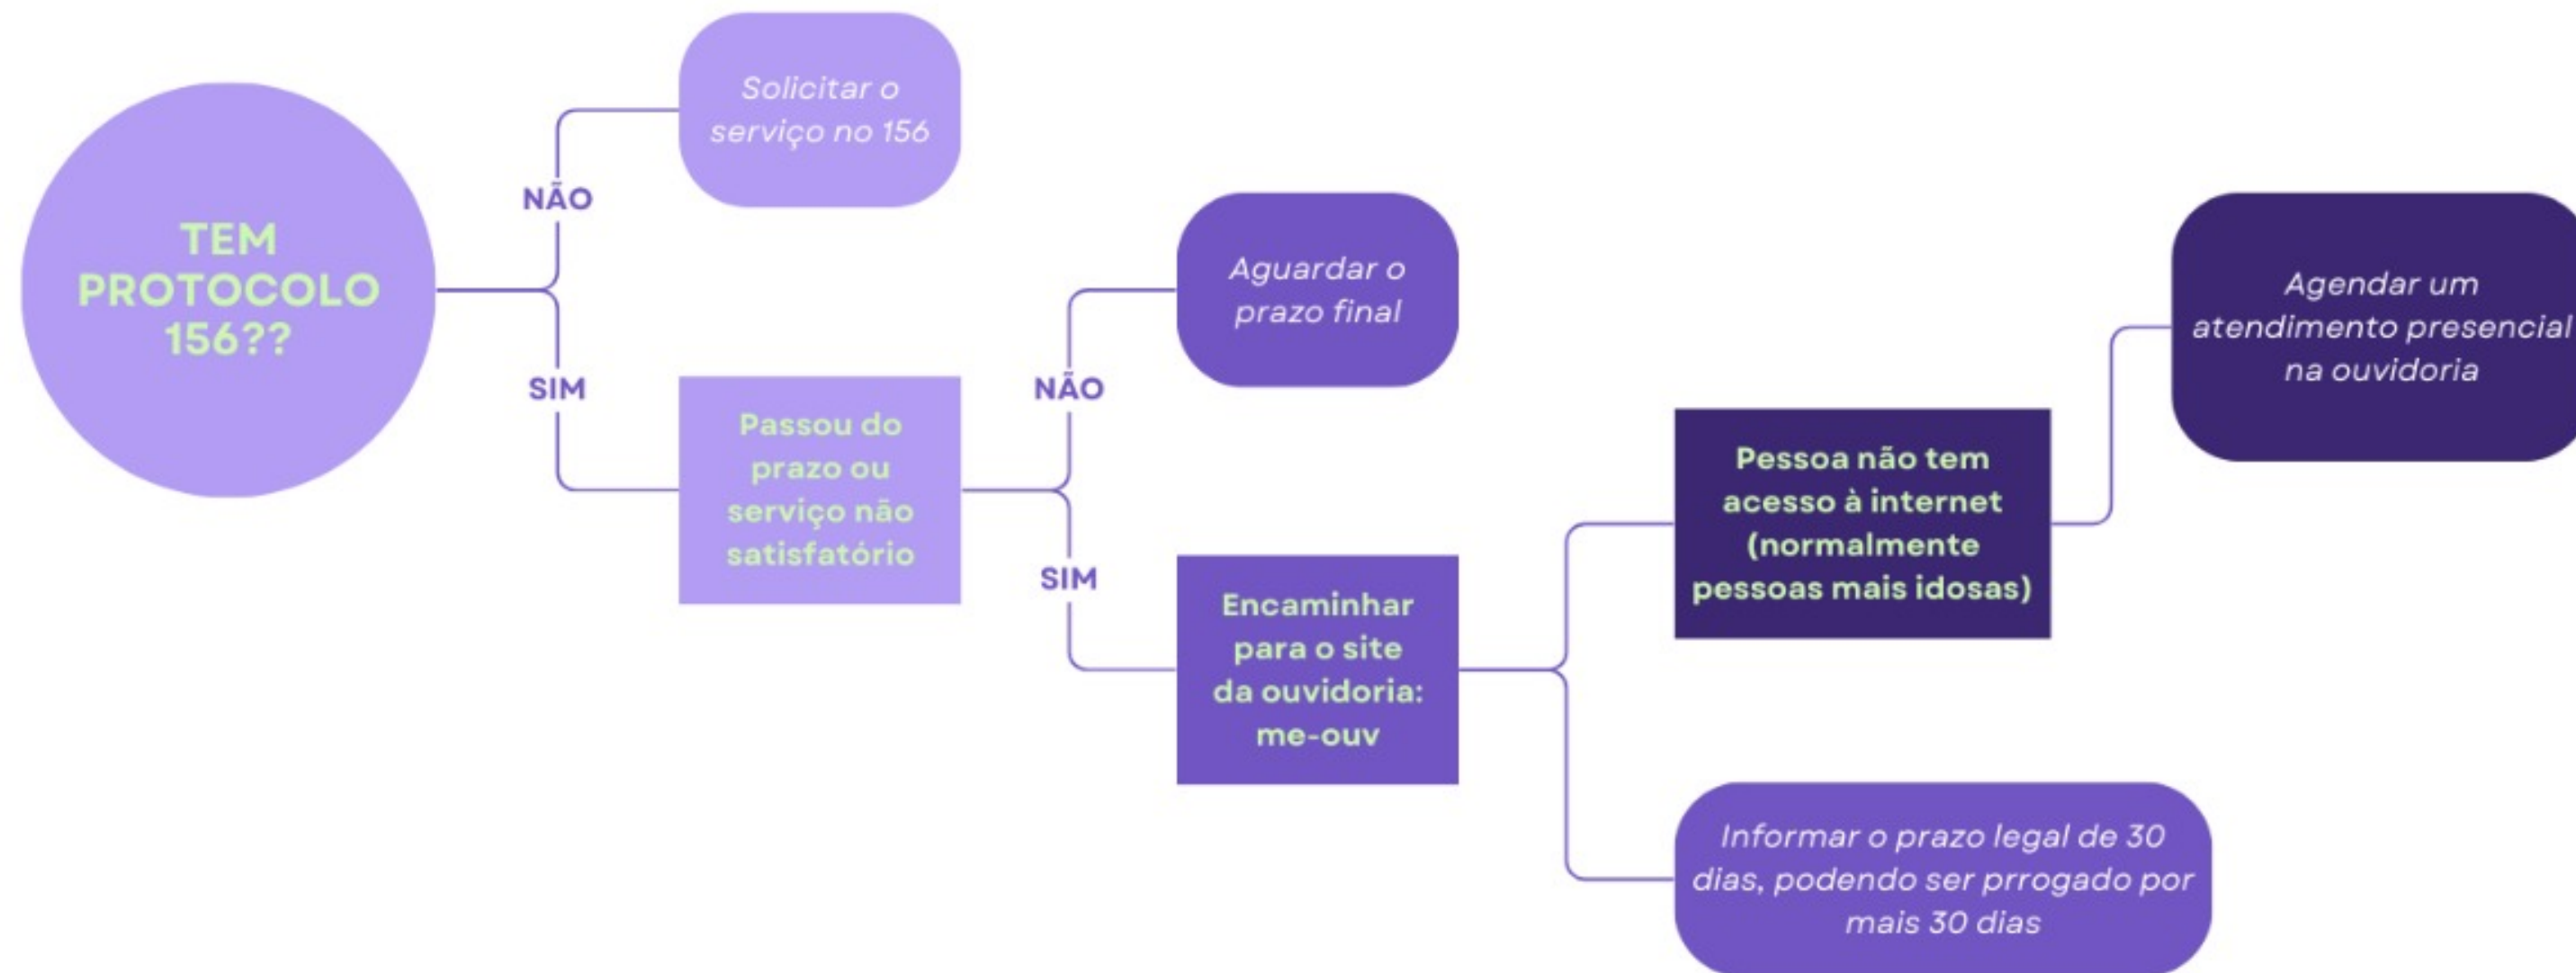 TEM
PROTOCOLO
156??
NÃO
Solicitar o
serviço no 156
SIM
Passou do
prazo ou
serviço não
satisfatório
NÃO
Aguardar o
prazo final
SIM
Encaminhar
para o site
da ouvidoria:
me-ouv
Pessoa não tem
acesso à internet
(normalmente
pessoas mais idosas)
Agendar um
atendimento presencial
na ouvidoria
Informar o prazo legal de 30
dias, podendo ser prrogado por
mais 30 dias